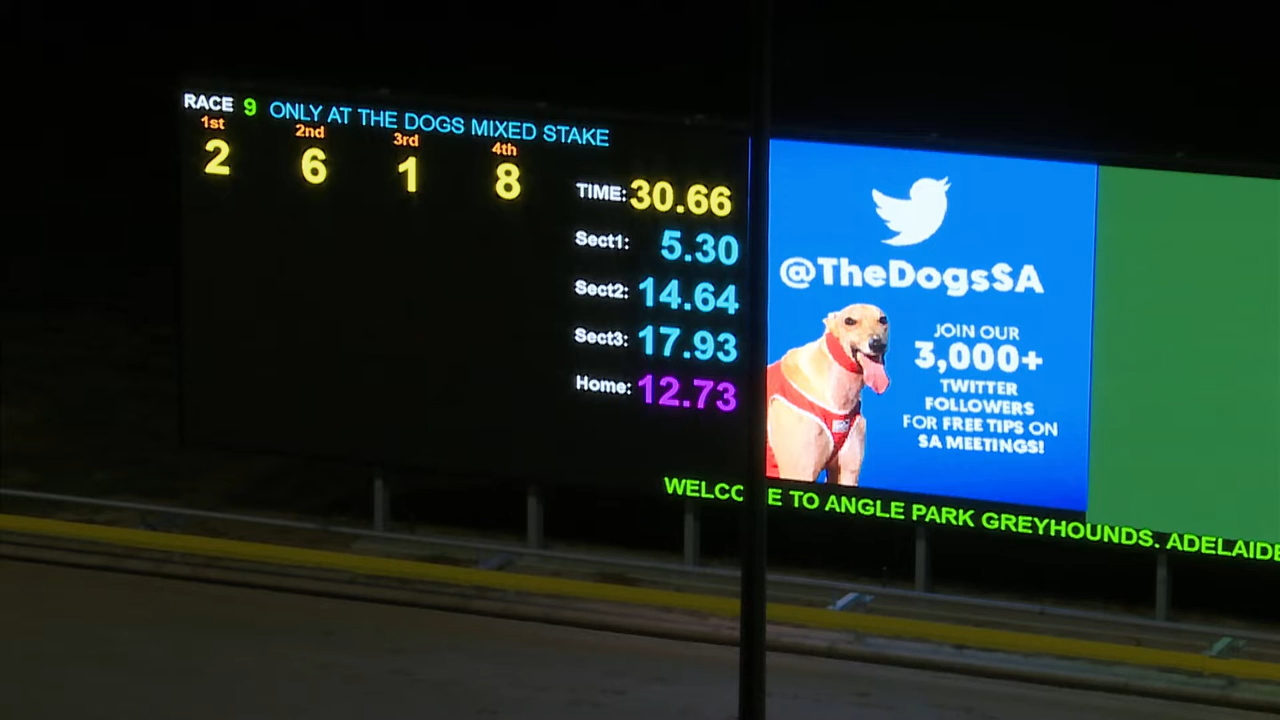 RACE 9 ONLY AT THE DOGS MIXED STAKE
1st 2nd 3rd 4th
2 6 1 8
TIME: 30.66
Sect1: 5.30
Sect2: 14.64
Sect3: 17.93
Home: 12.73
@TheDogsSA
JOIN OUR
3,000+
TWITTER
FOLLOWERS
FOR FREE TIPS ON
SA MEETINGS!
WELCO E TO ANGLE PARK GREYHOUNDS. ADELAIDE